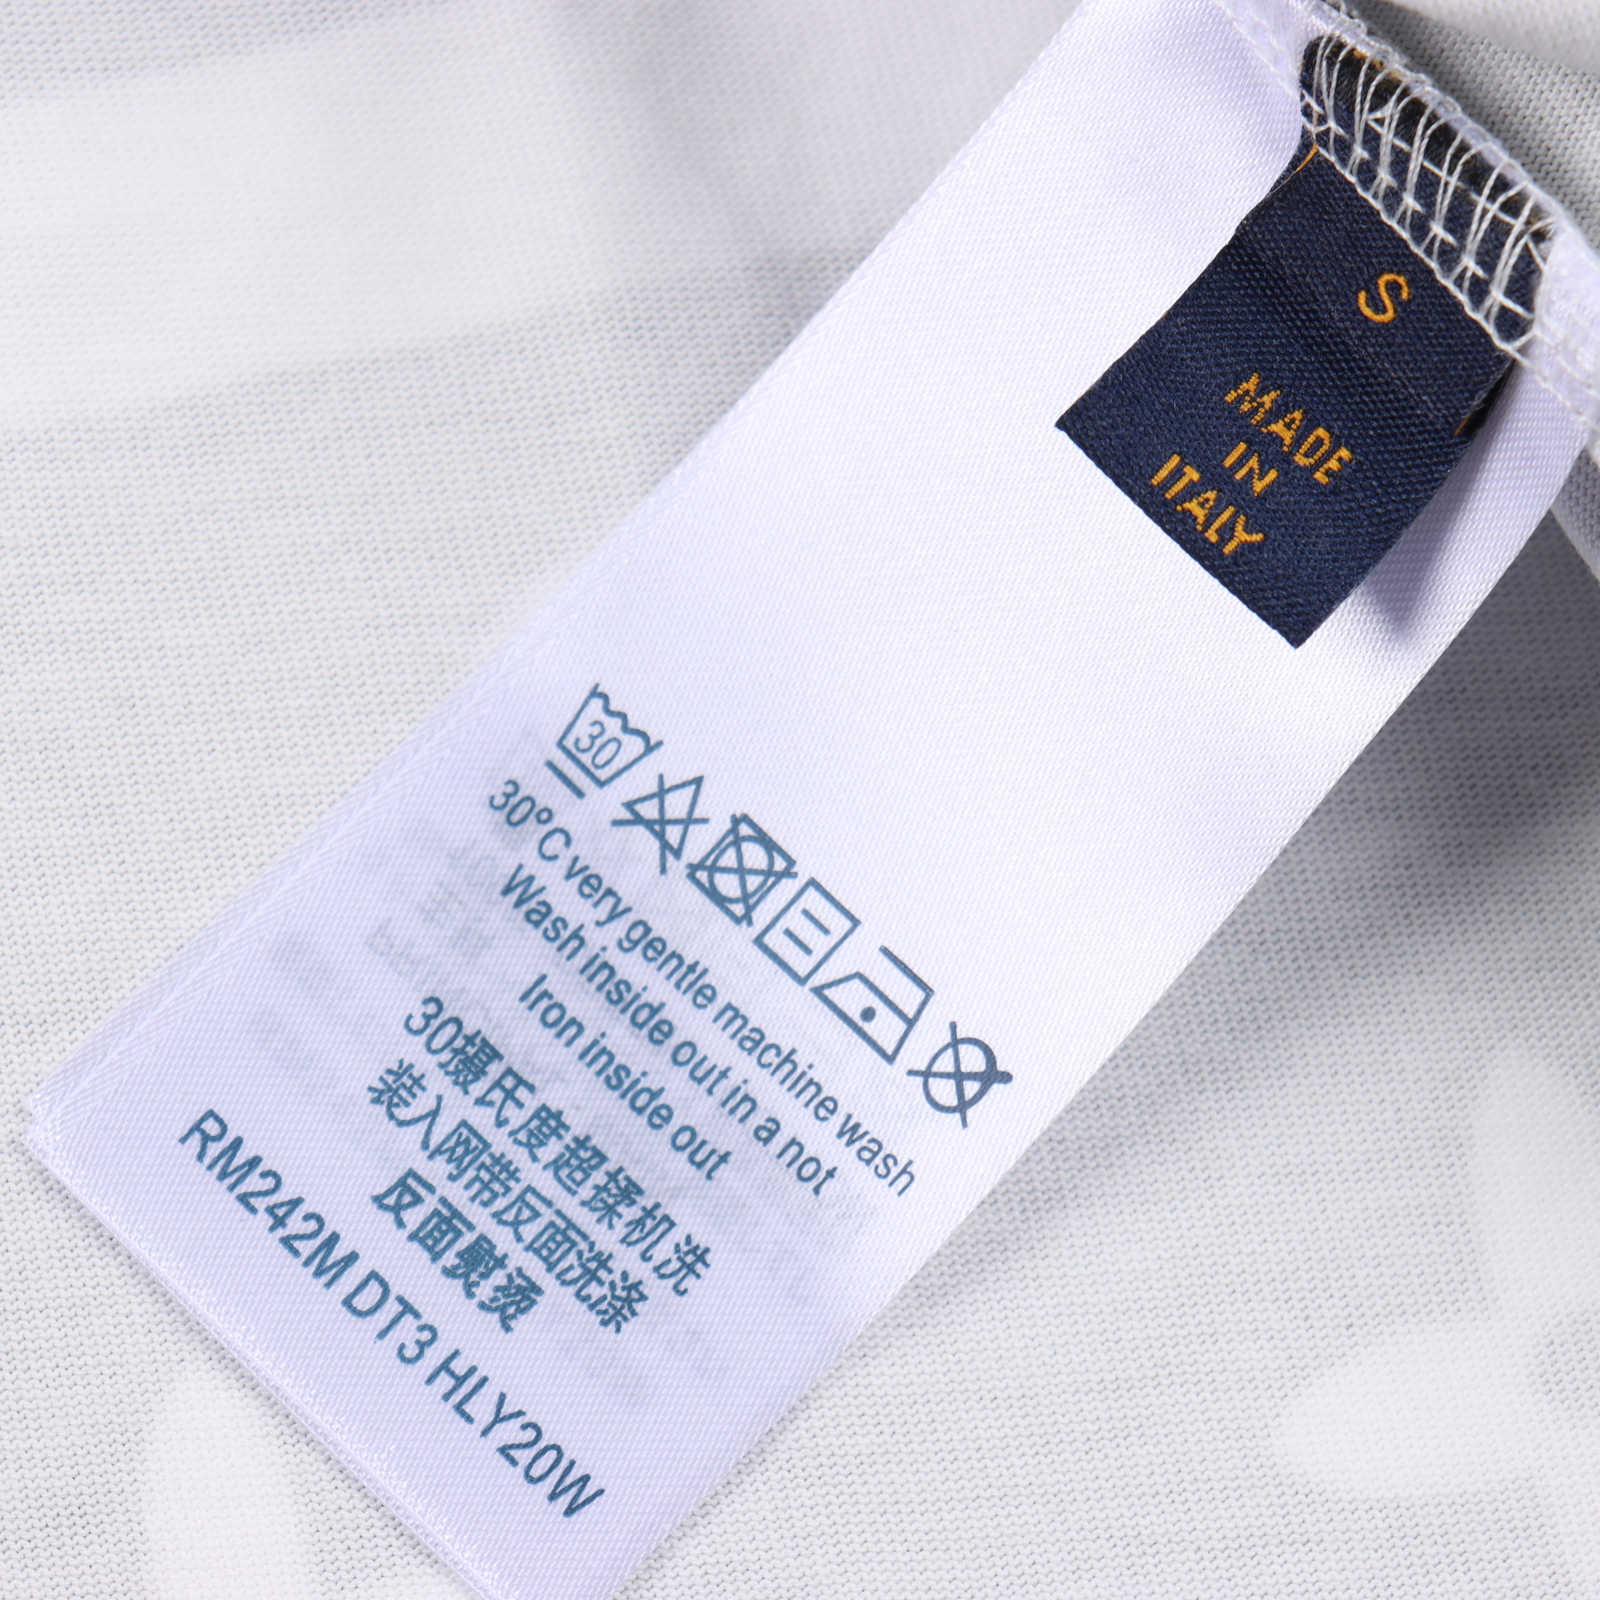 S
MADE
IN
ITALY
30
30°C very gentle machine wash
Wash inside out in a not
Iron inside out
30摄氏度超揉机洗
装入网带反面洗涤
反面熨烫
RM242M DT3 HLY20W